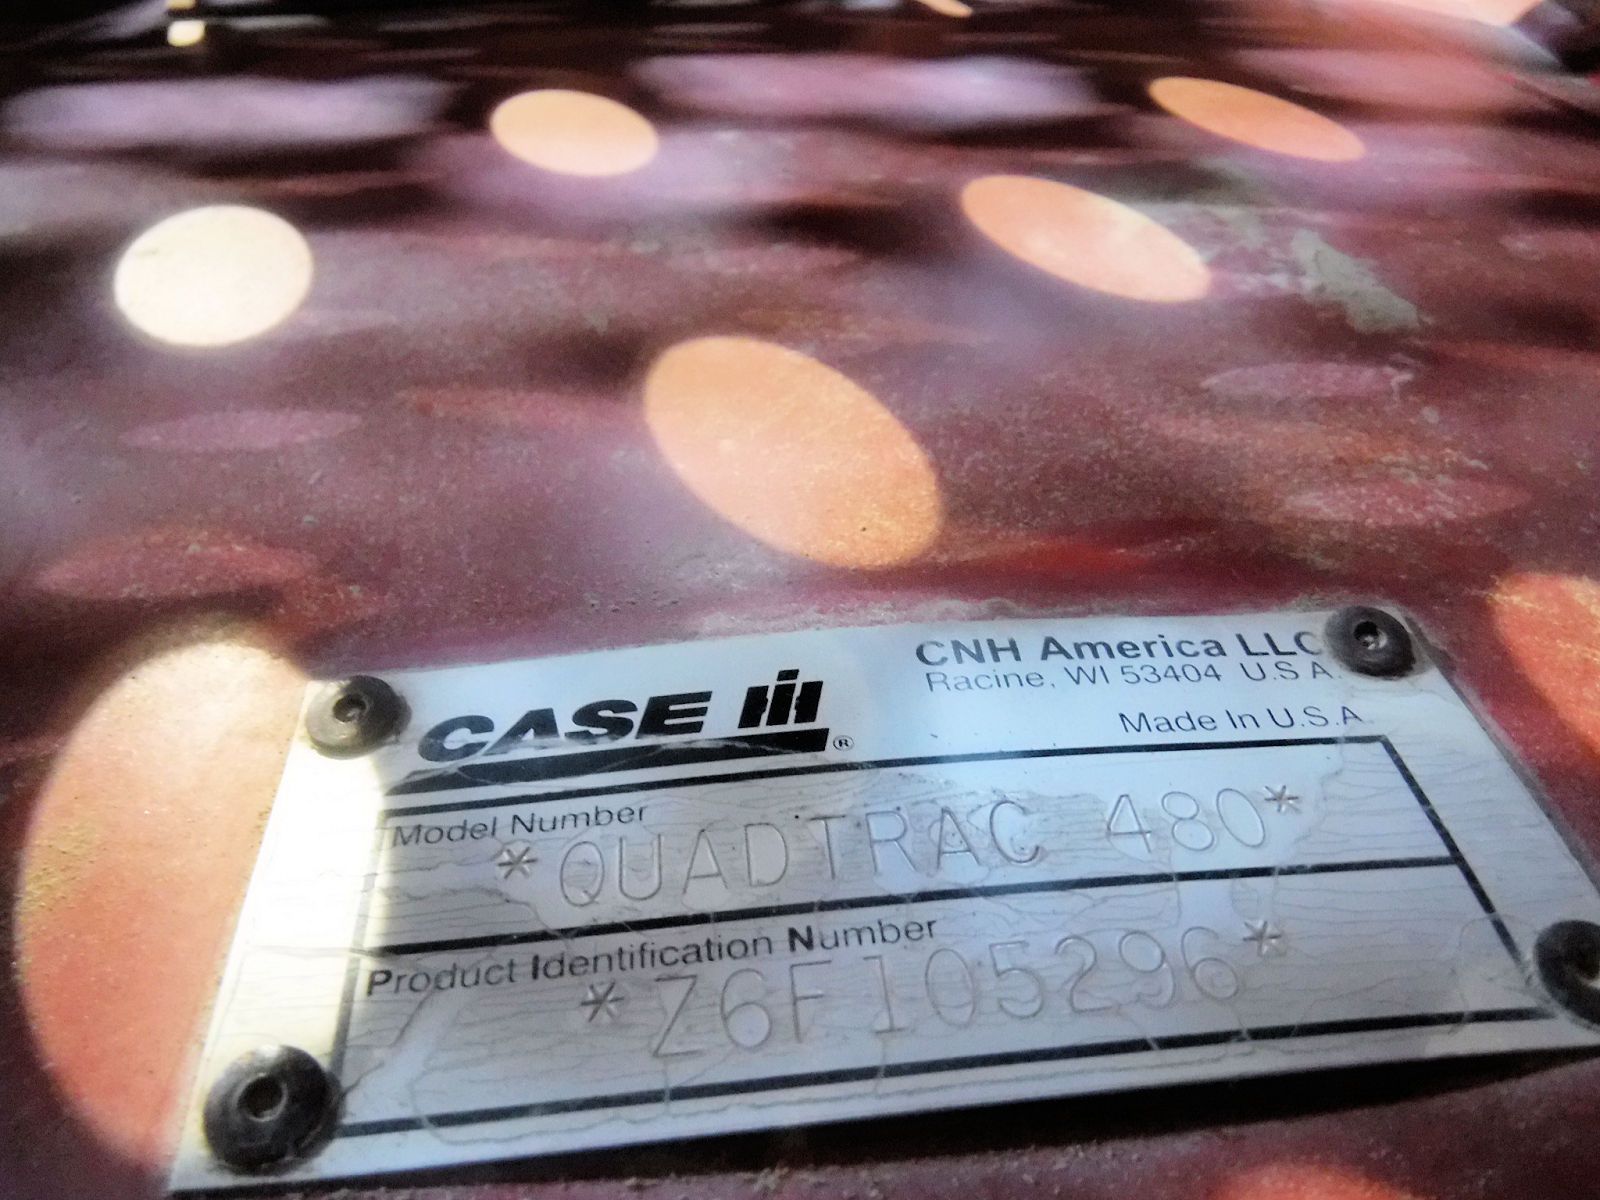 CASE IH ®
CNH America LLC
Racine, WI 53404 U.S.A.
Made In U.S.A.
Model Number
*QUADTRAC 480*
Product Identification Number
*Z6F105296*